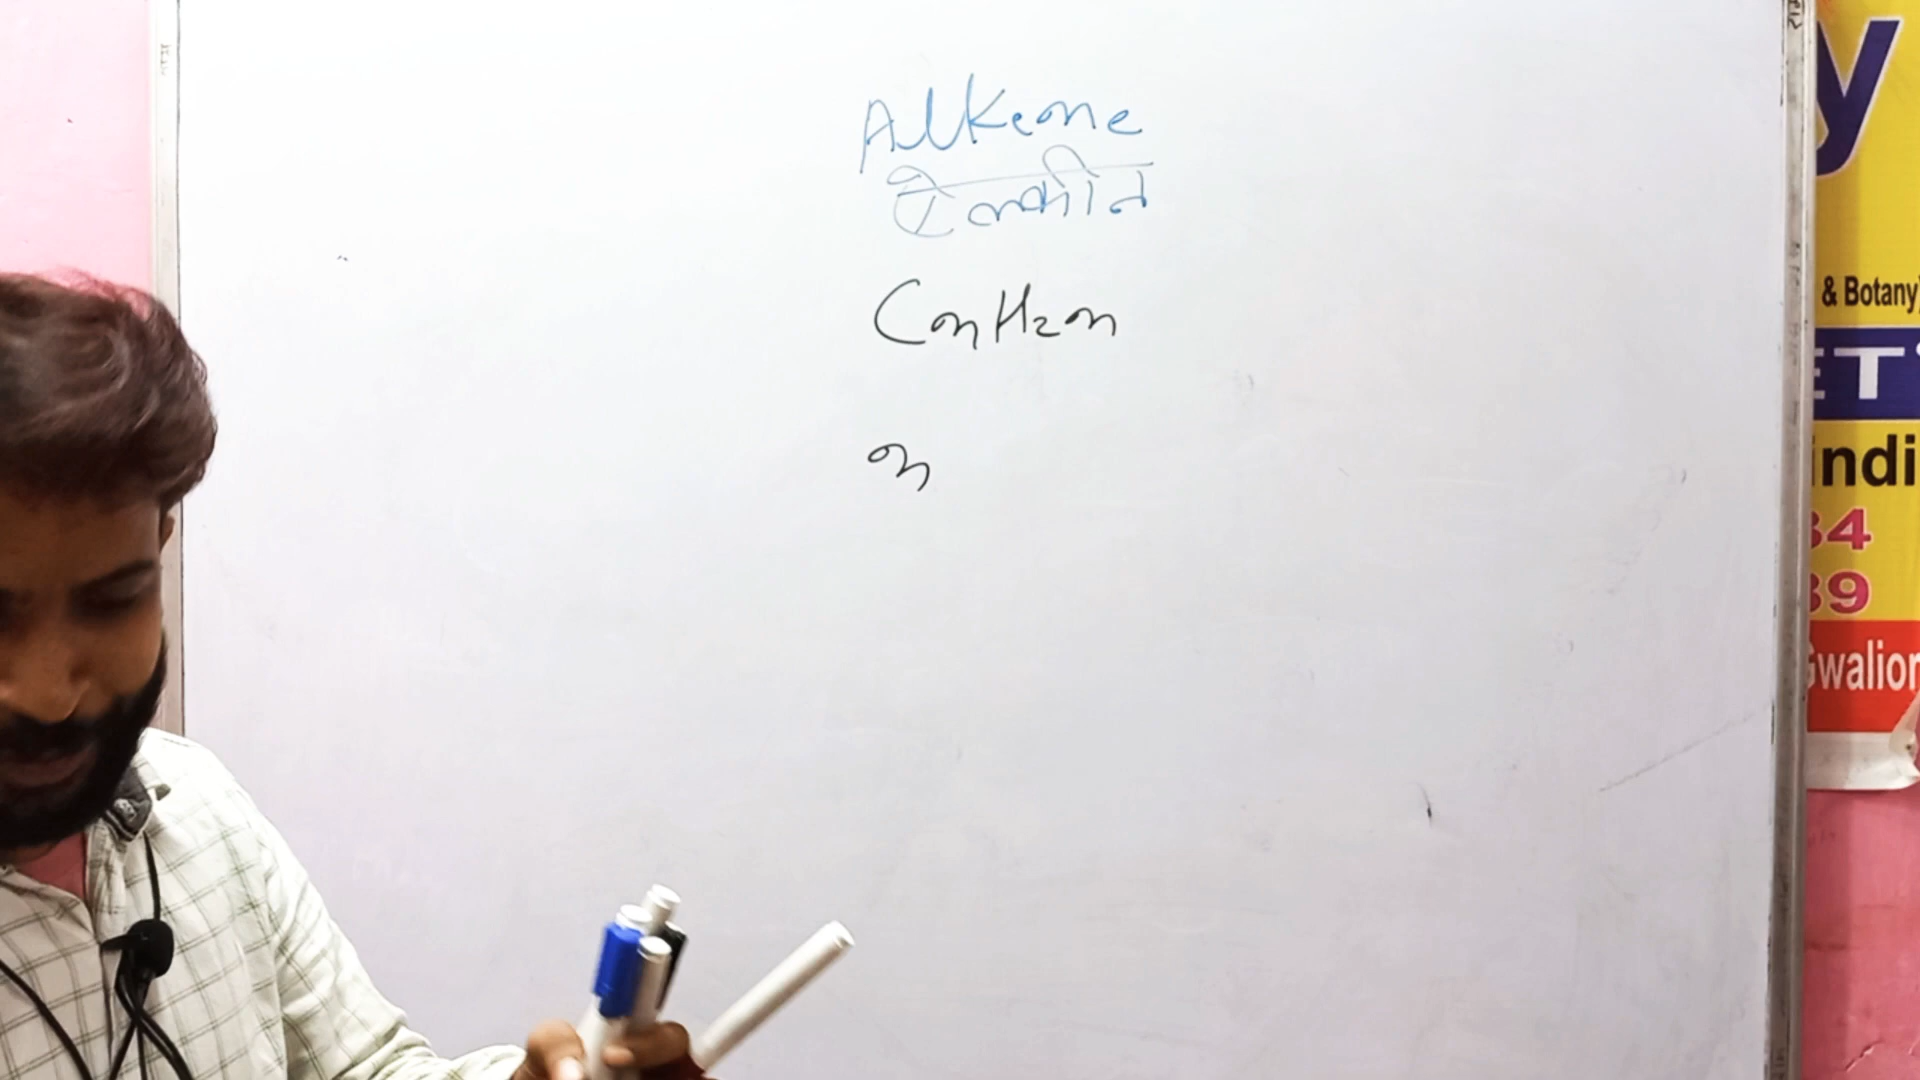 Alkene
ऐल्कीन
CnH2n
n
y
& Botany)
ET
indi
34
39
Gwalior